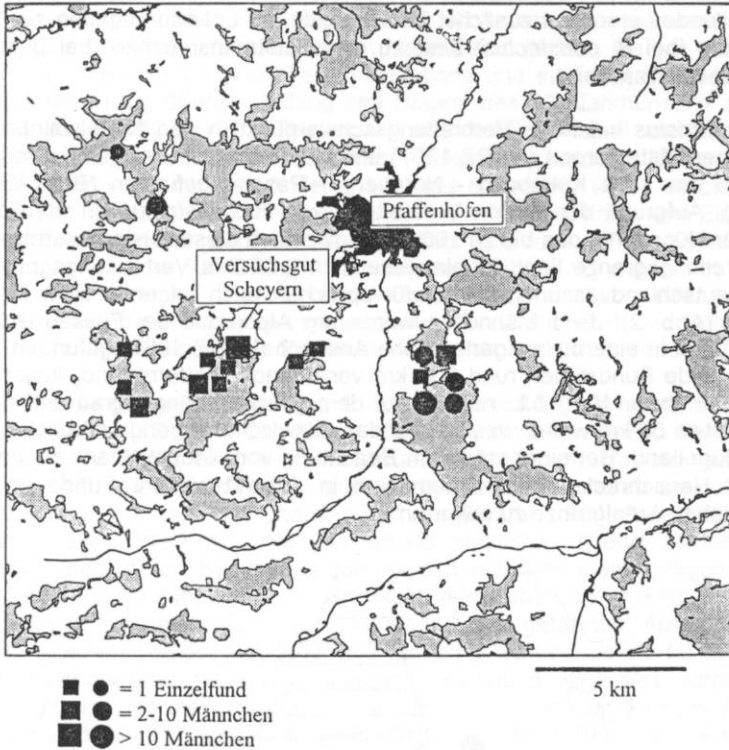 Pfaffenhofen
Versuchsgut
Scheyern
= 1 Einzelfund
= 2-10 Männchen
> 10 Männchen
5 km